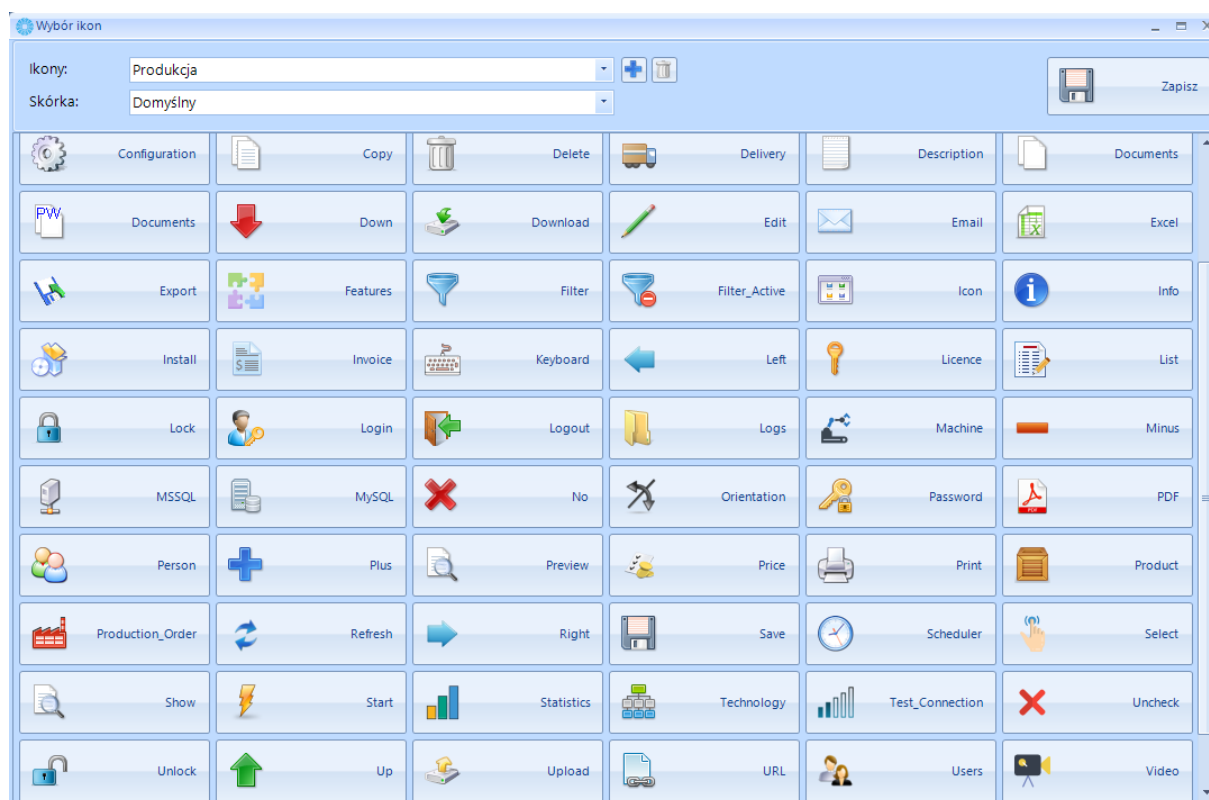 Wybór ikon
Ikony: Produkcja
Zapisz
Skórka: Domyślny
Configuration Copy Delete Delivery Description Documents
PW Documents Down Download Edit Email Excel
Export Features Filter Filter_Active Icon Info
Install Invoice Keyboard Left Licence List
Lock Login Logout Logs Machine Minus
MSSQL MySQL No Orientation Password PDF
Person Plus Preview Price Print Product
Production_Order Refresh Right Save Scheduler Select
Show Start Statistics Technology Test_Connection Uncheck
Unlock Up Upload URL Users Video